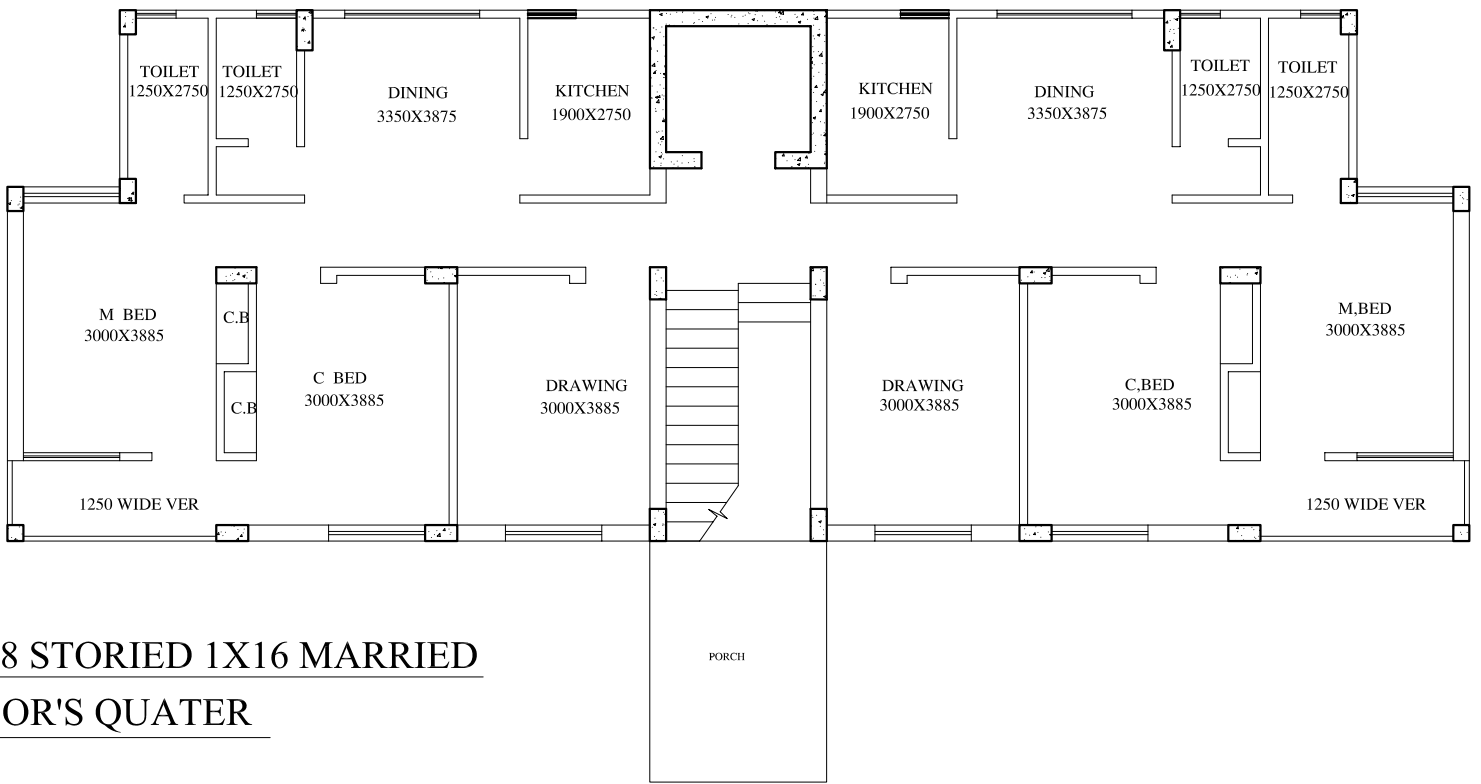 TOILET
1250X2750
TOILET
1250X2750
DINING
3350X3875
KITCHEN
1900X2750
KITCHEN
1900X2750
DINING
3350X3875
TOILET
1250X2750
TOILET
1250X2750
M BED
3000X3885
C.B
C.B
C BED
3000X3885
DRAWING
3000X3885
DRAWING
3000X3885
C,BED
3000X3885
M,BED
3000X3885
1250 WIDE VER
1250 WIDE VER
PORCH
8 STORIED 1X16 MARRIED
OR'S QUATER